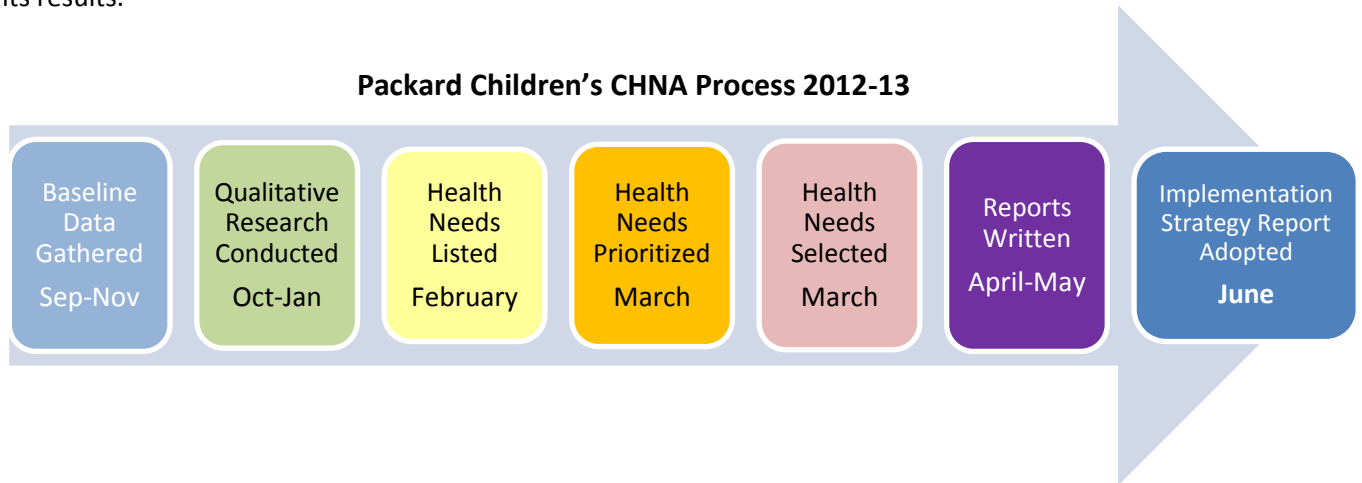 its results.
Packard Children's CHNA Process 2012-13
Baseline
Data
Gathered
Sep-Nov
Qualitative
Research
Conducted
Oct-Jan
Health
Needs
Listed
February
Health
Needs
Prioritized
March
Health
Needs
Selected
March
Reports
Written
April-May
Implementation
Strategy Report
Adopted
June